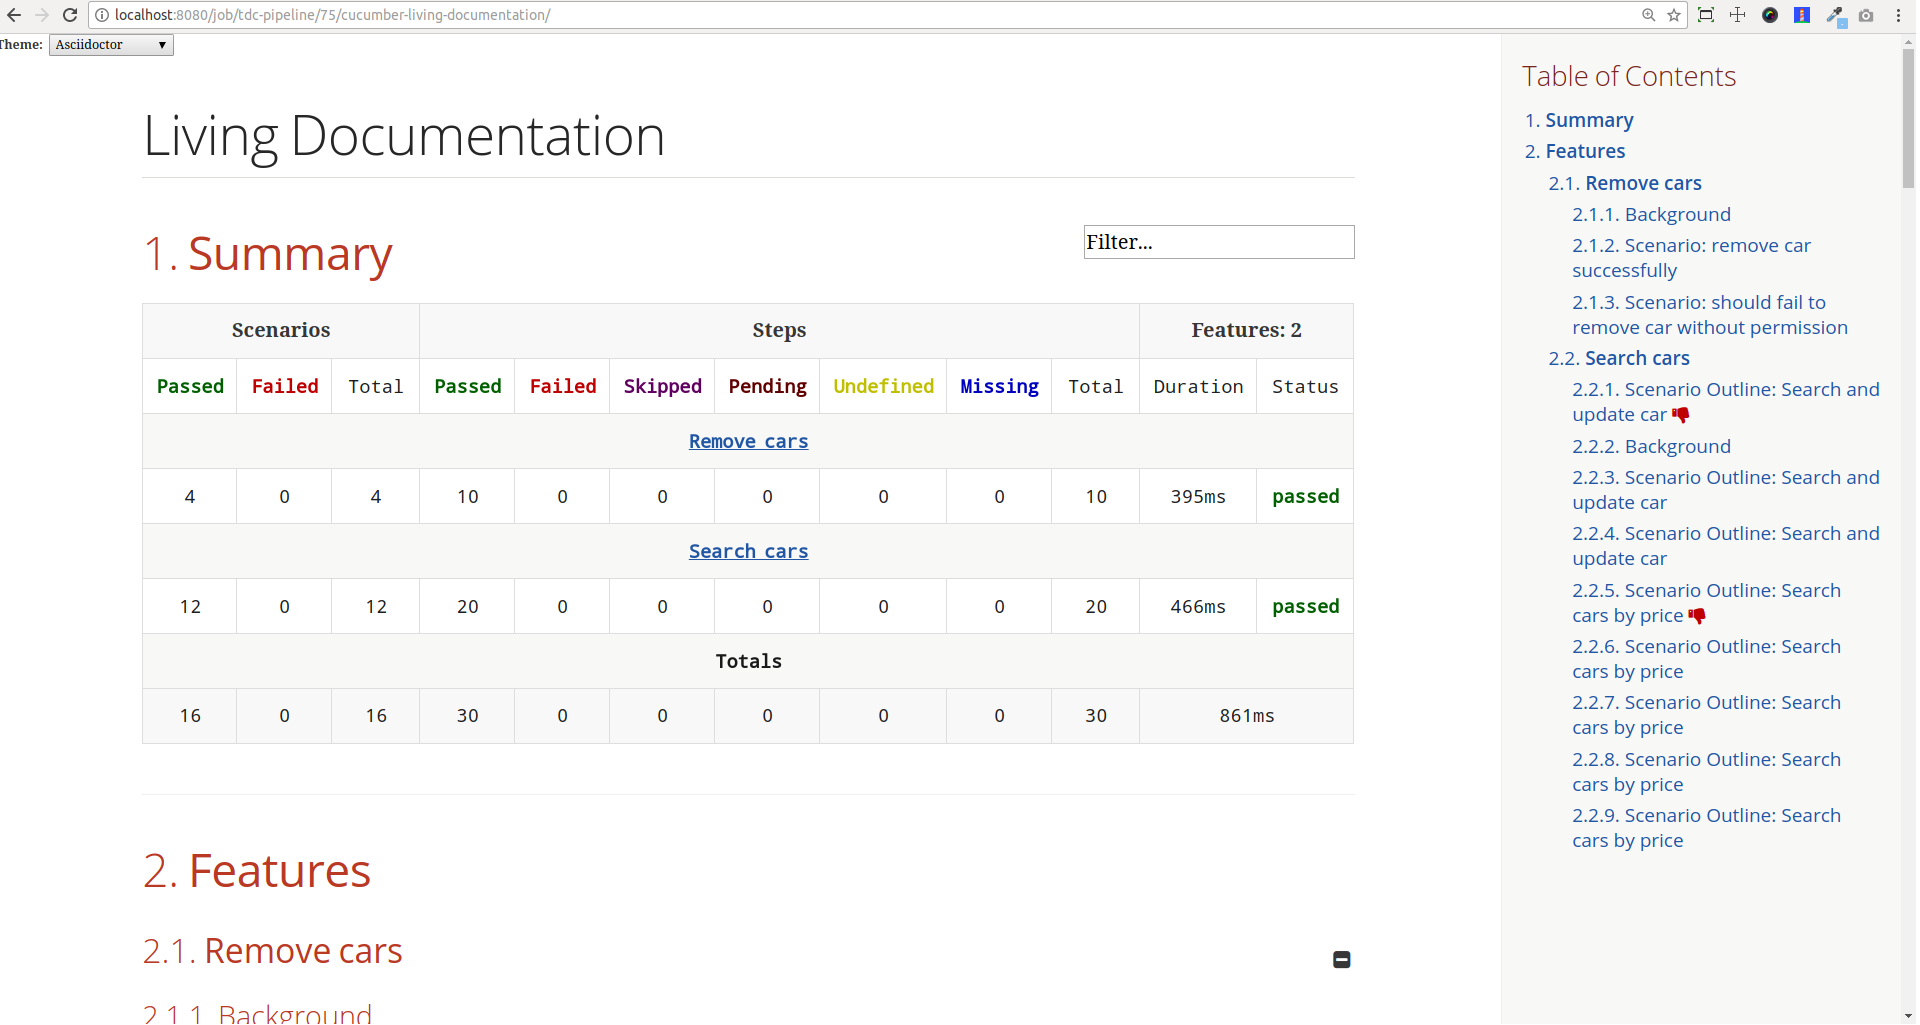 localhost:8080/job/tdc-pipeline/75/cucumber-living-documentation/
Theme: Asciidoctor
Living Documentation
1. Summary
Filter...
Scenarios Steps Features: 2
Passed Failed Total Passed Failed Skipped Pending Undefined Missing Total Duration Status
Remove cars
4 0 4 10 0 0 0 0 0 10 395ms passed
Search cars
12 0 12 20 0 0 0 0 0 20 466ms passed
Totals
16 0 16 30 0 0 0 0 0 30 861ms
2. Features
2.1. Remove cars
2.1.1. Background
Table of Contents
1. Summary
2. Features
2.1. Remove cars
2.1.1. Background
2.1.2. Scenario: remove car
successfully
2.1.3. Scenario: should fail to
remove car without permission
2.2. Search cars
2.2.1. Scenario Outline: Search and
update car
2.2.2. Background
2.2.3. Scenario Outline: Search and
update car
2.2.4. Scenario Outline: Search and
update car
2.2.5. Scenario Outline: Search
cars by price
2.2.6. Scenario Outline: Search
cars by price
2.2.7. Scenario Outline: Search
cars by price
2.2.8. Scenario Outline: Search
cars by price
2.2.9. Scenario Outline: Search
cars by price